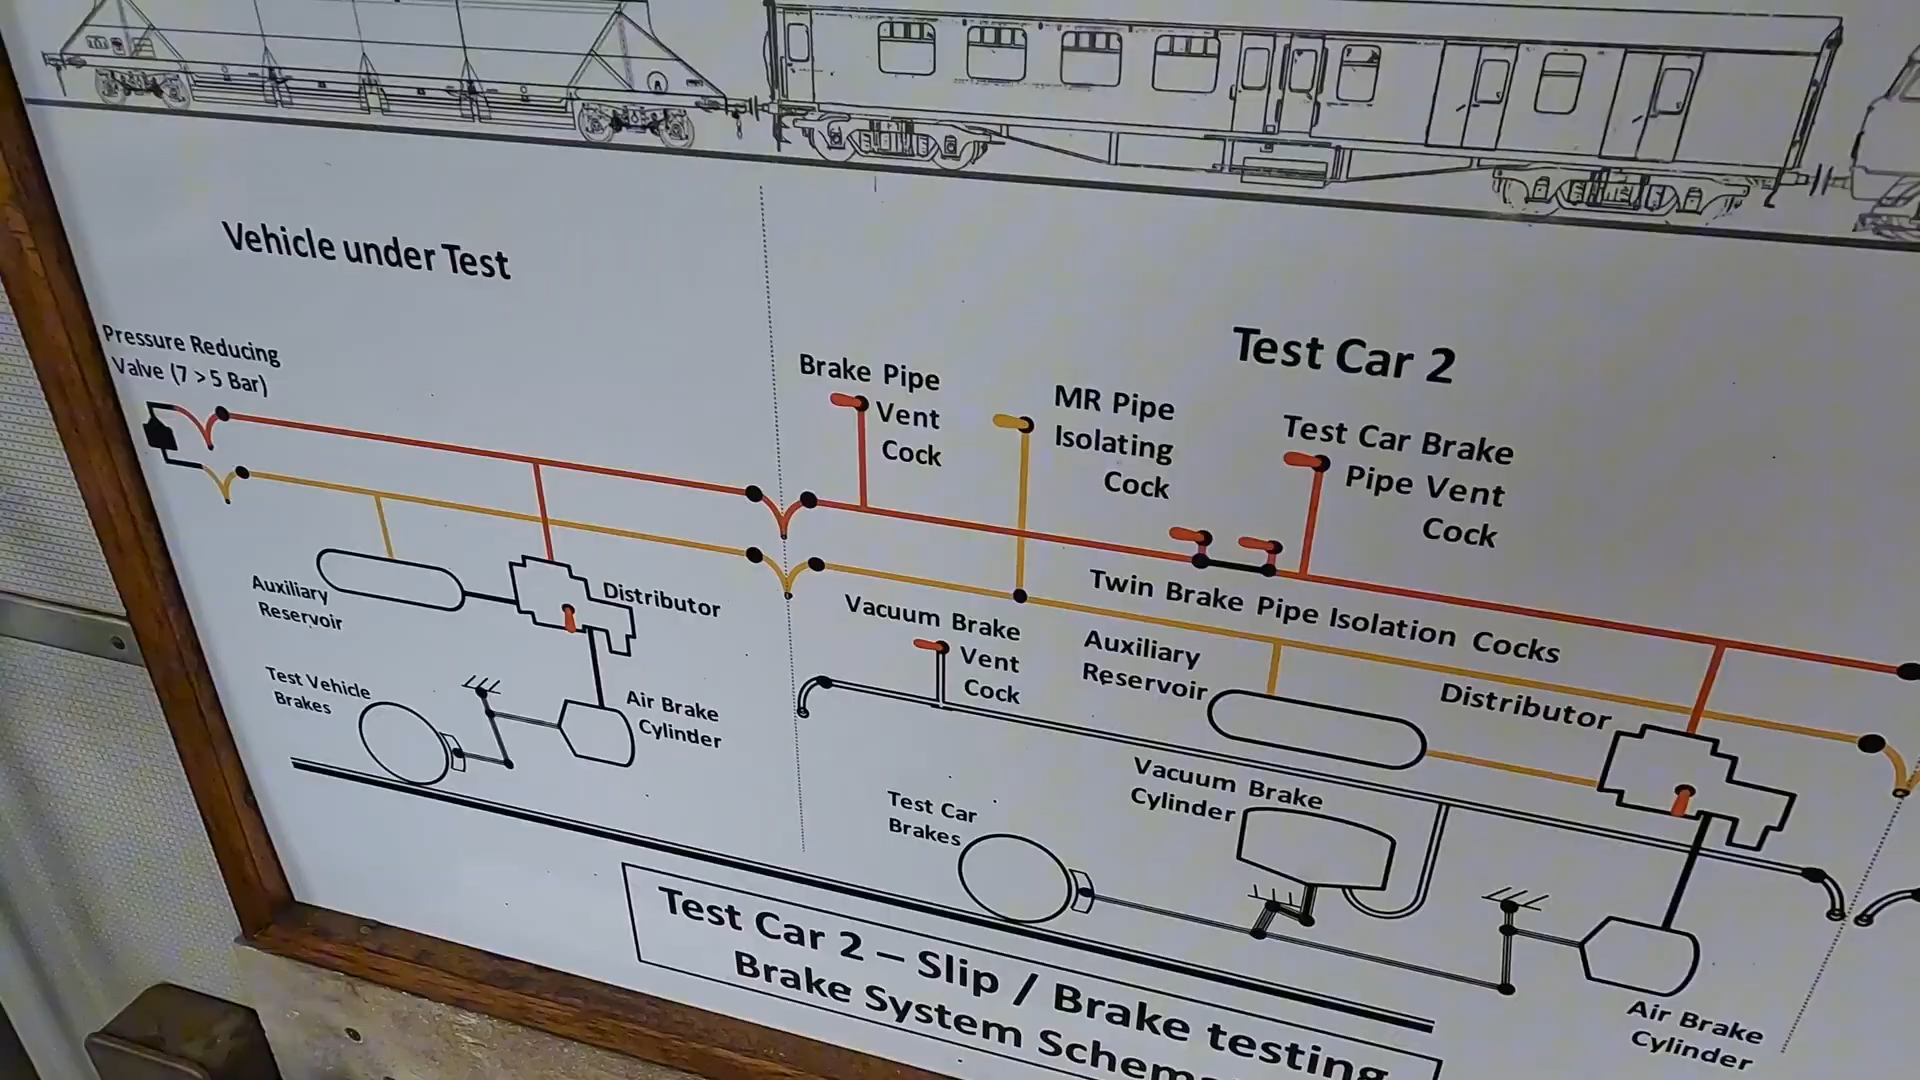 Vehicle under Test
Pressure Reducing
Valve (7 > 5 Bar)
Auxiliary
Reservoir
Distributor
Test Vehicle
Brakes
Air Brake
Cylinder
Test Car 2
Brake Pipe
Vent
Cock
MR Pipe
Isolating
Cock
Test Car Brake
Pipe Vent
Cock
Twin Brake Pipe Isolation Cocks
Vacuum Brake
Vent
Cock
Auxiliary
Reservoir
Distributor
Vacuum Brake
Cylinder
Test Car
Brakes
Air Brake
Cylinder
Test Car 2 – Slip / Brake testing
Brake System